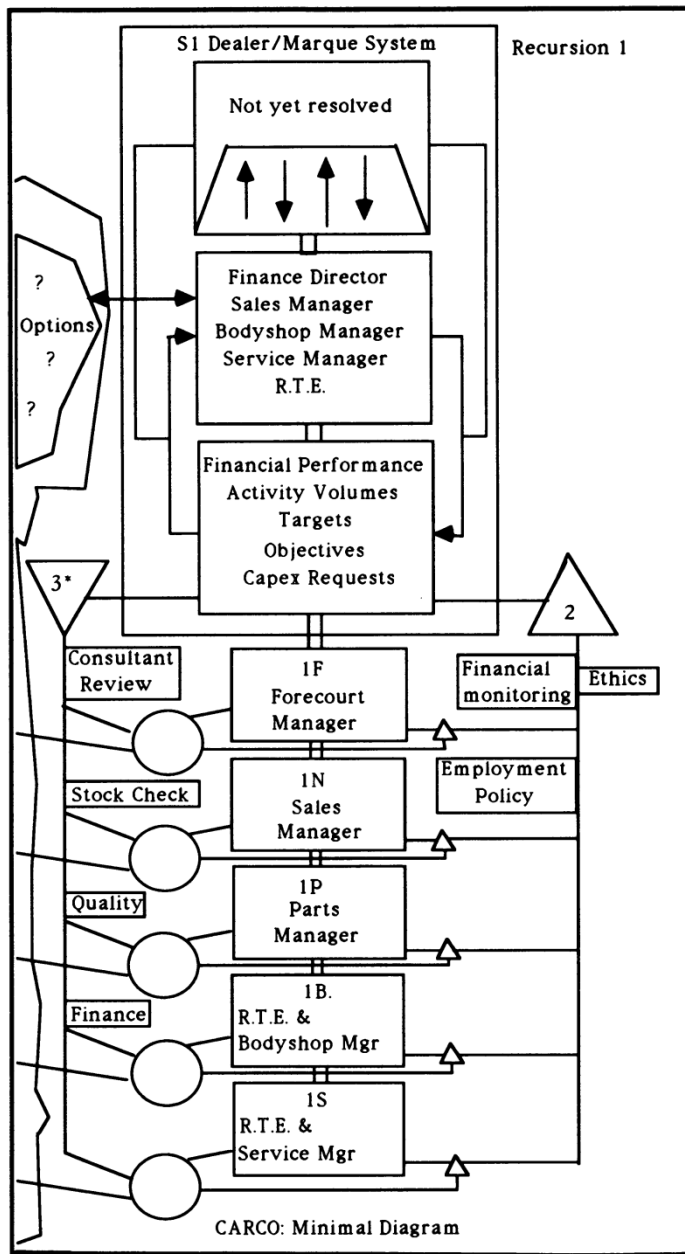 S1 Dealer/Marque System
Recursion 1
Not yet resolved
?
Options
?
?
Finance Director
Sales Manager
Bodyshop Manager
Service Manager
R.T.E.
Financial Performance
Activity Volumes
Targets
Objectives
Capex Requests
3*
2
Consultant
Review
1F
Forecourt
Manager
Financial
monitoring
Ethics
Stock Check
1N
Sales
Manager
Employment
Policy
Quality
1P
Parts
Manager
Finance
1B.
R.T.E. &
Bodyshop Mgr
1S
R.T.E. &
Service Mgr
CARCO: Minimal Diagram